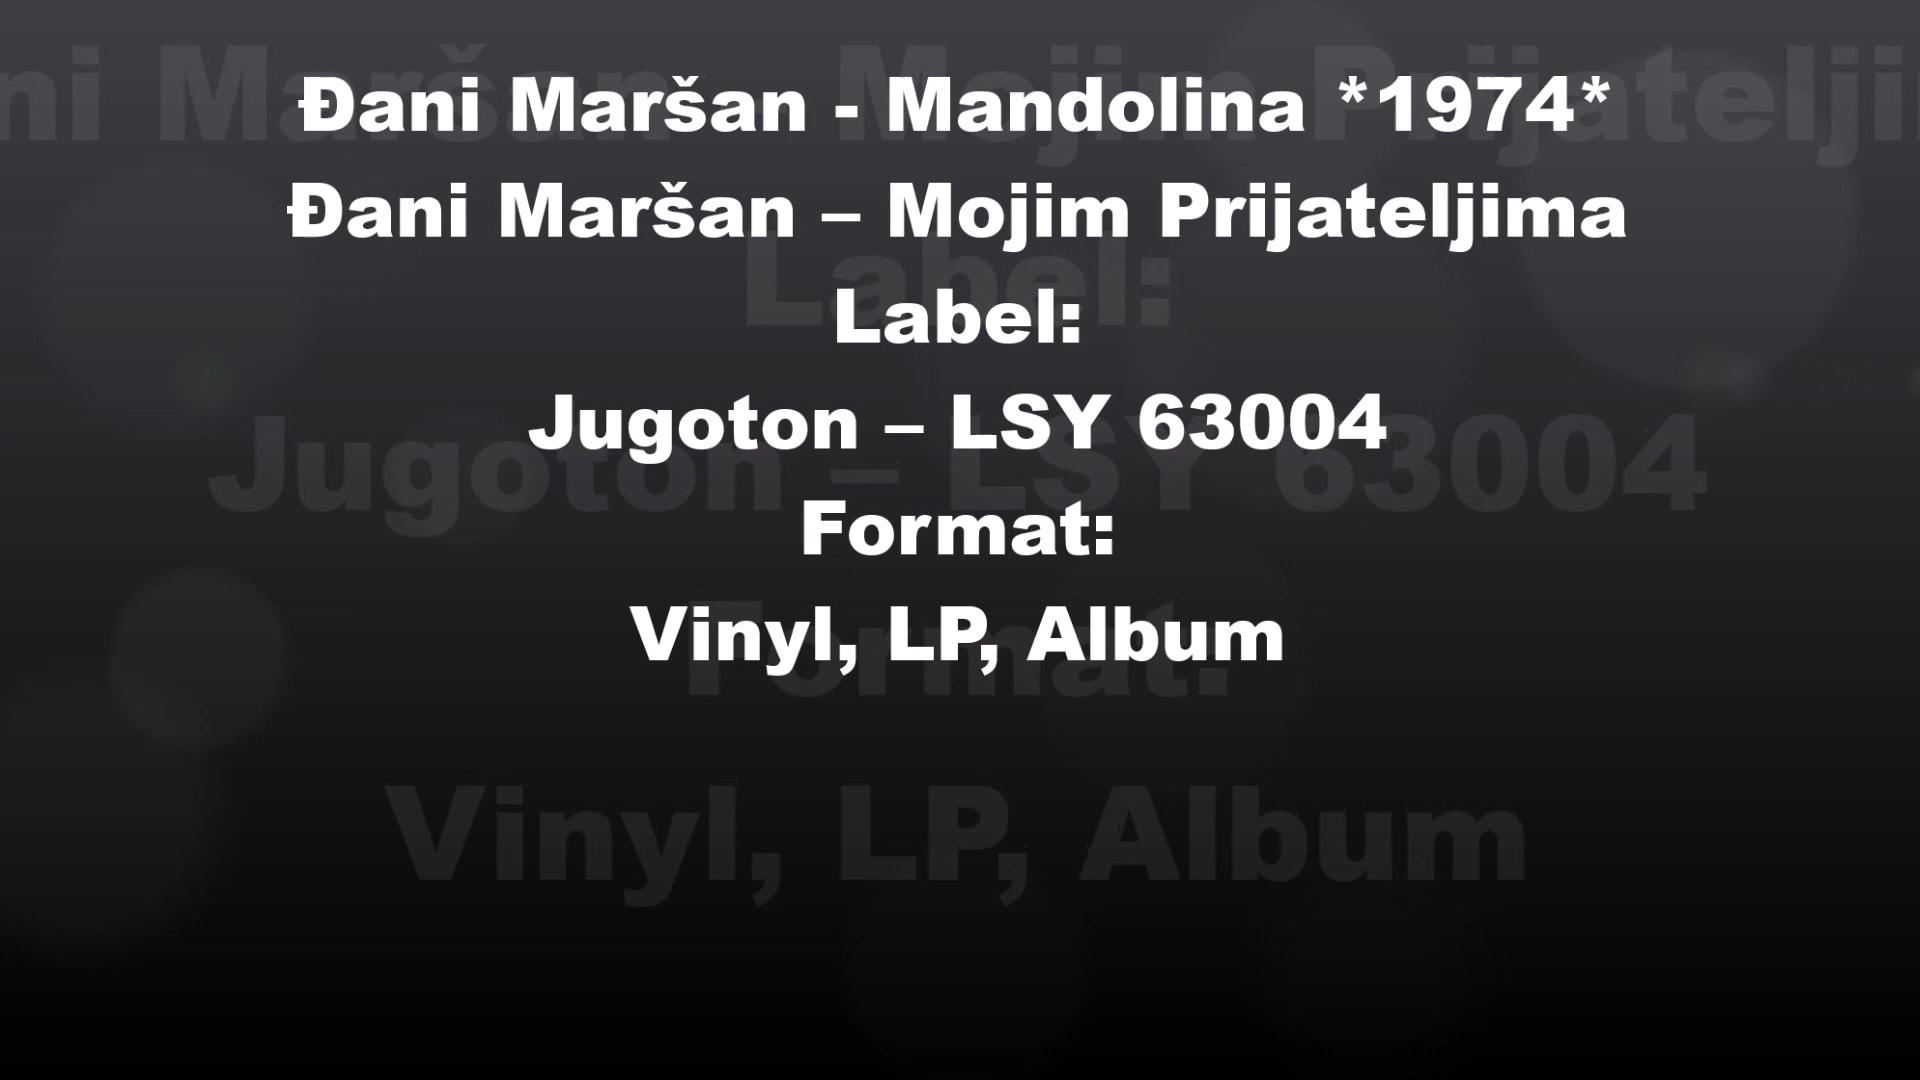 Đani Maršan - Mandolina *1974*
Đani Maršan – Mojim Prijateljima
Label:
Jugoton – LSY 63004
Format:
Vinyl, LP, Album